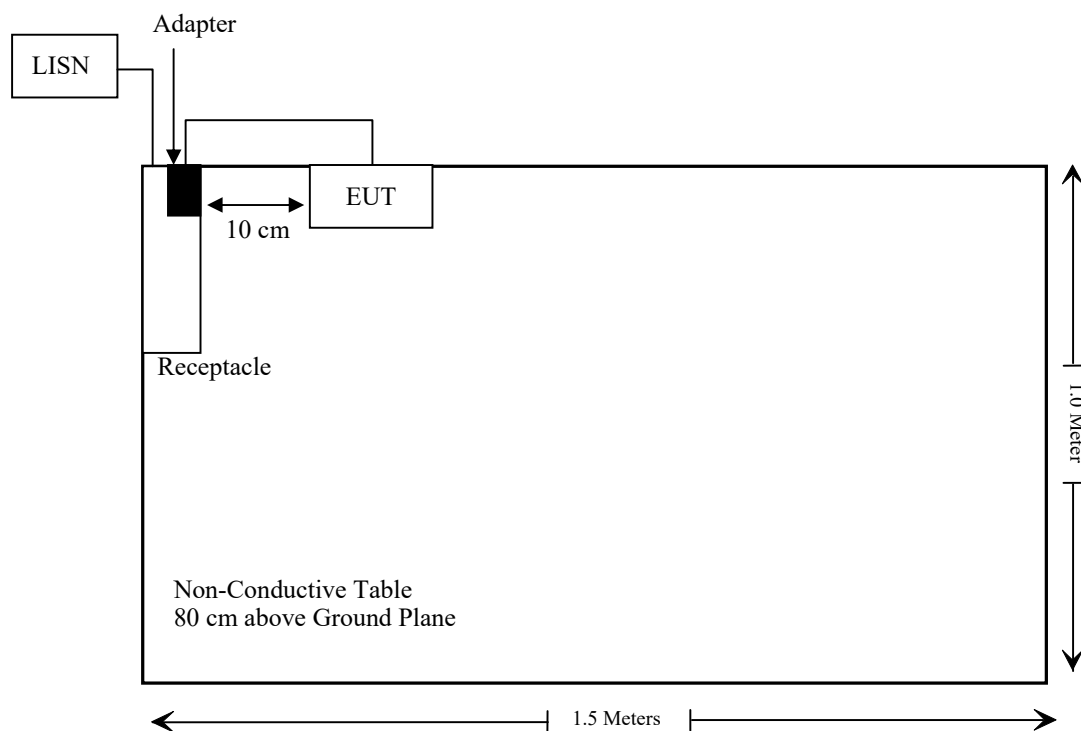 Adapter
LISN
EUT
10 cm
Receptacle
1.0 Meter
Non-Conductive Table
80 cm above Ground Plane
1.5 Meters